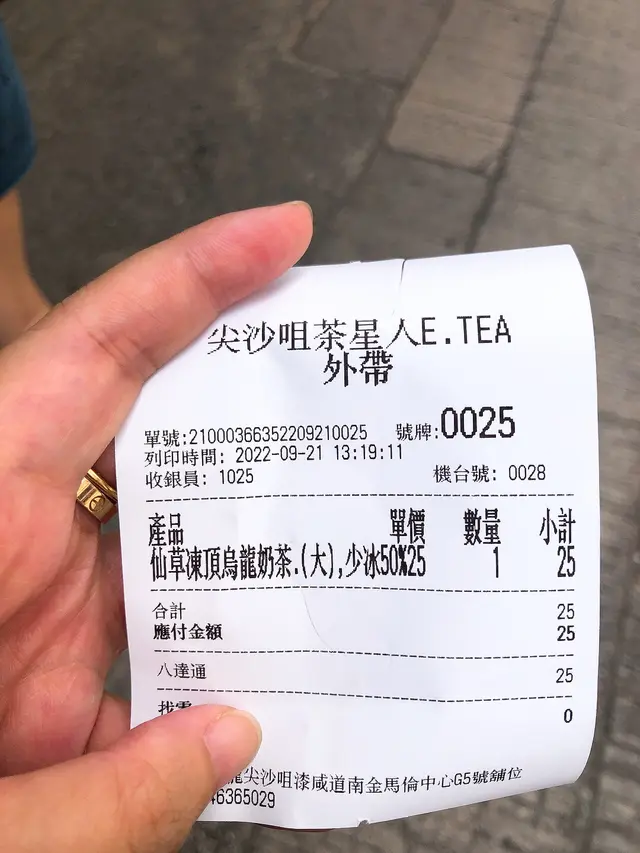 尖沙咀茶星人E.TEA
外帶
單號:21000366352209210025 號牌:0025
列印時間: 2022-09-21 13:19:11
收銀員: 1025 機台號: 0028
產品 單價 數量 小計
仙草凍頂烏龍奶茶.(大),少冰50%25 1 25
合計 25
應付金額 25
八達通 25
找零 0
龍尖沙咀漆咸道南金馬倫中心G5號舖位
46365029